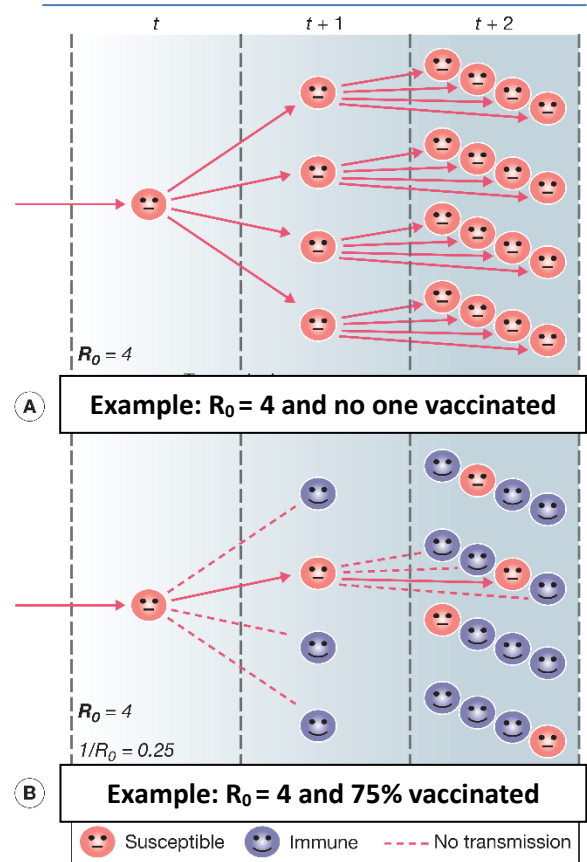 t t + 1 t + 2
R₀ = 4
A
Example: R₀ = 4 and no one vaccinated
R₀ = 4
1/R₀ = 0.25
B
Example: R₀ = 4 and 75% vaccinated
Susceptible Immune No transmission